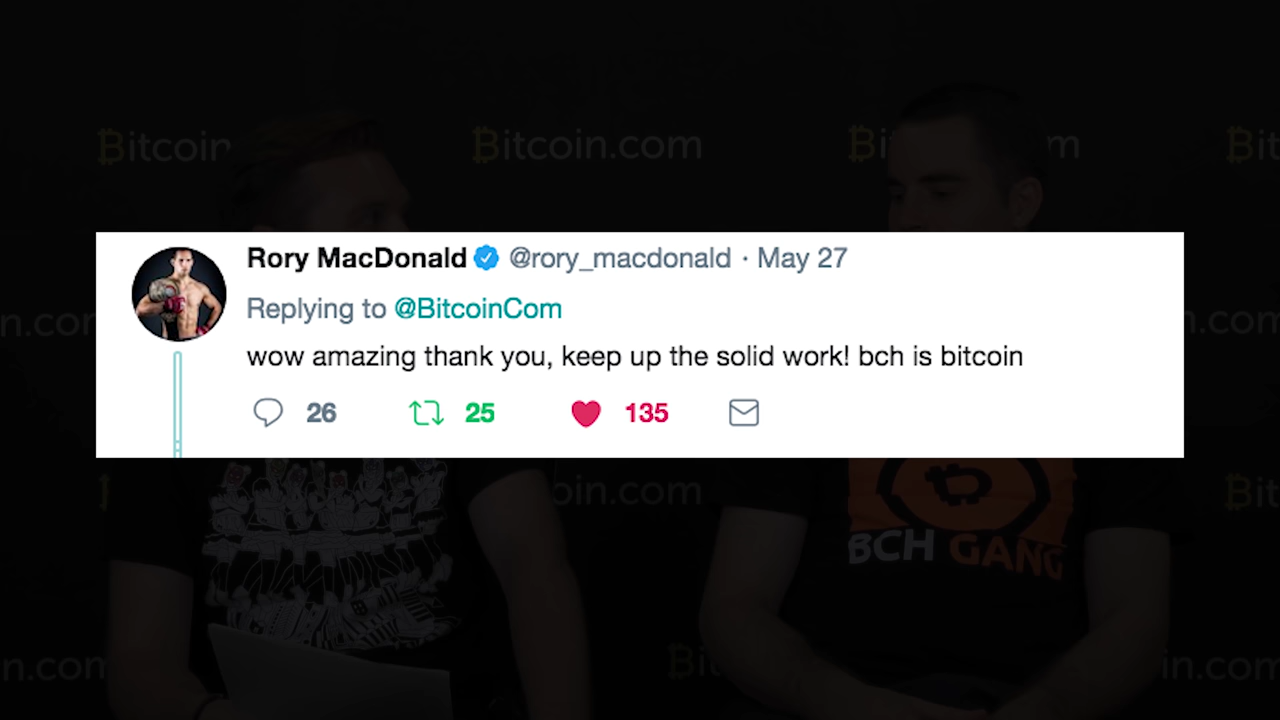 Bitcoin.com
Rory MacDonald @rory_macdonald · May 27
Replying to @BitcoinCom
wow amazing thank you, keep up the solid work! bch is bitcoin
26 25 135
BCH GANG